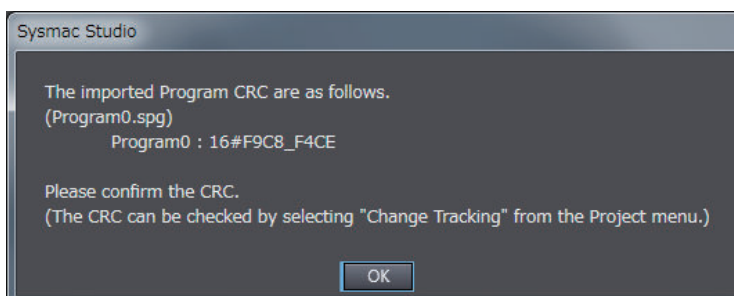 Sysmac Studio
The imported Program CRC are as follows.
(Program0.spg)
Program0 : 16#F9C8_F4CE
Please confirm the CRC.
(The CRC can be checked by selecting "Change Tracking" from the Project menu.)
OK